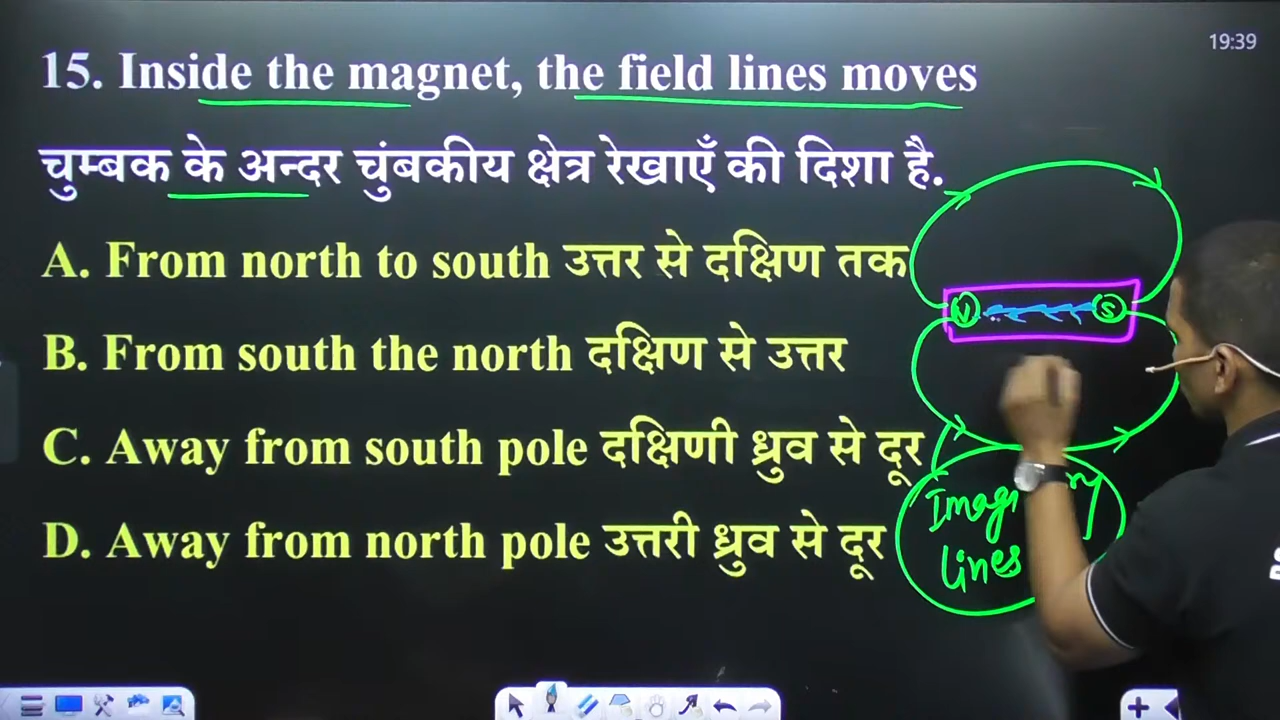 19:39
15. Inside the magnet, the field lines moves
चुम्बक के अन्दर चुंबकीय क्षेत्र रेखाएँ की दिशा है.
A. From north to south उत्तर से दक्षिण तक
B. From south the north दक्षिण से उत्तर
C. Away from south pole दक्षिणी ध्रुव से दूर
D. Away from north pole उत्तरी ध्रुव से दूर
N S
lines